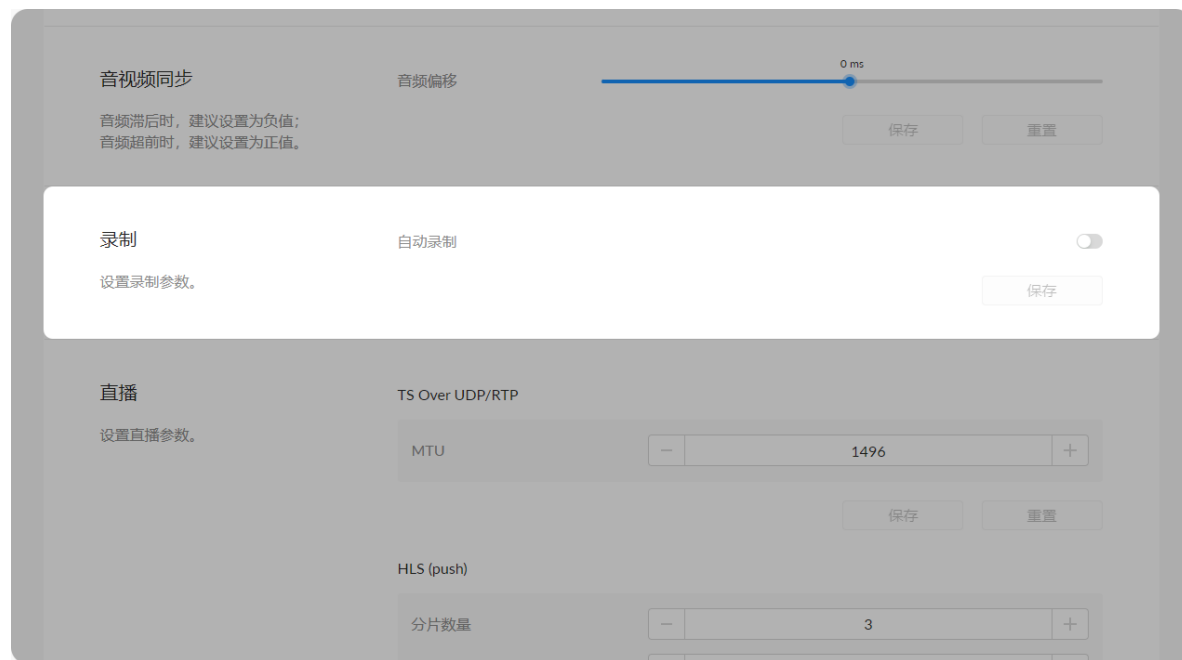 0 ms
音视频同步
音频偏移
音频滞后时，建议设置为负值；
音频超前时，建议设置为正值。
保存
重置
录制
自动录制
设置录制参数。
保存
直播
TS Over UDP/RTP
设置直播参数。
MTU
1496
保存
重置
HLS (push)
分片数量
3